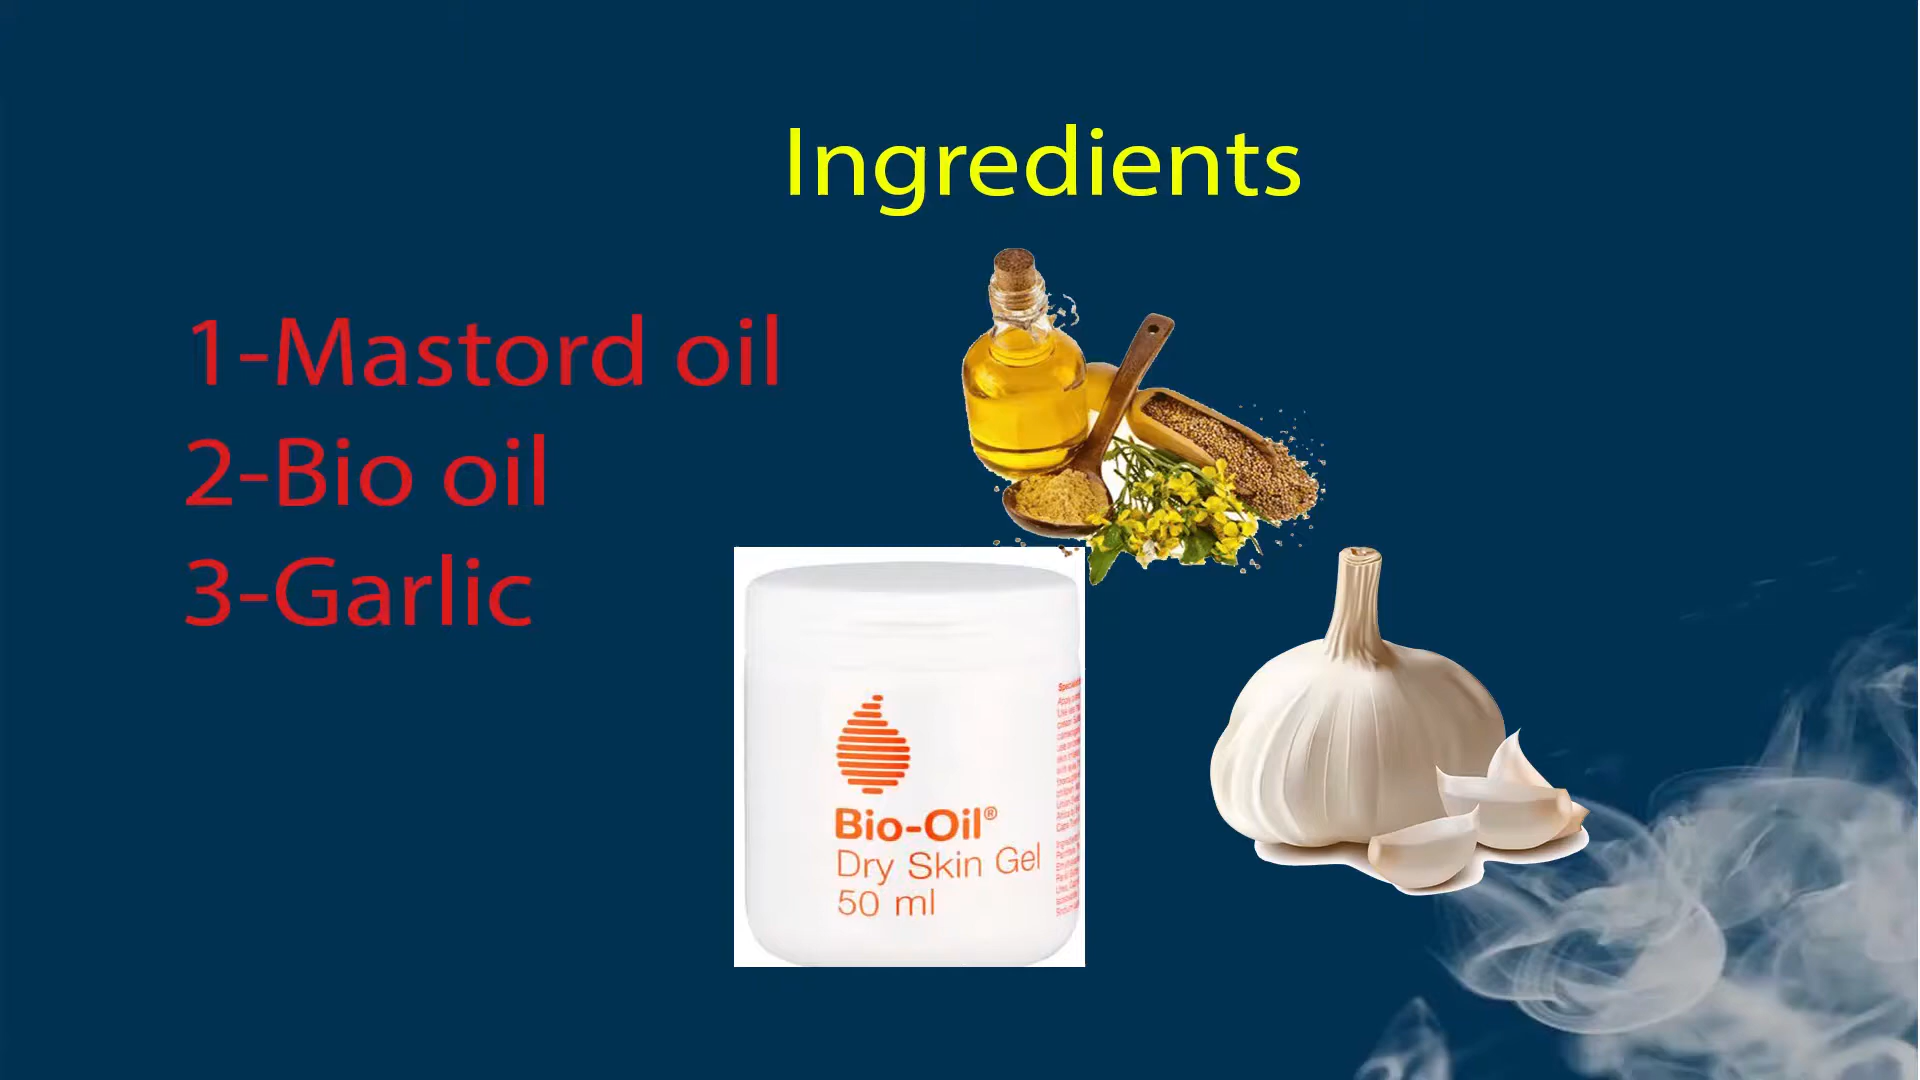 Ingredients
1-Mastord oil
2-Bio oil
3-Garlic
Bio-Oil®
Dry Skin Gel
50 ml